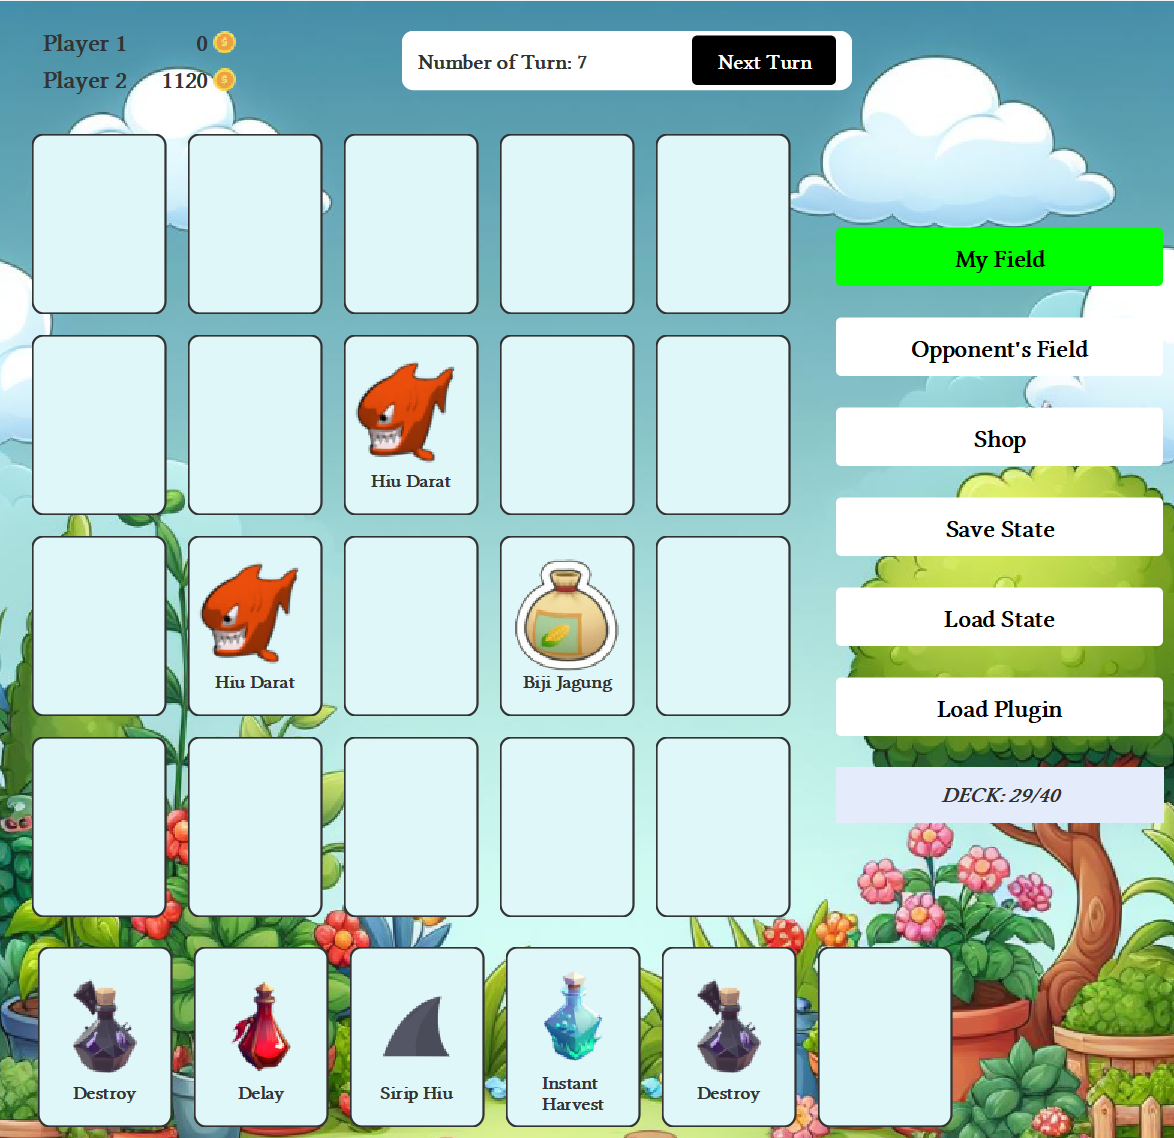 Player 1 0
Player 2 1120
Number of Turn: 7 Next Turn
My Field
Opponent's Field
Shop
Save State
Load State
Load Plugin
DECK: 29/40
Hiu Darat
Hiu Darat
Biji Jagung
Destroy
Delay
Sirip Hiu
Instant
Harvest
Destroy